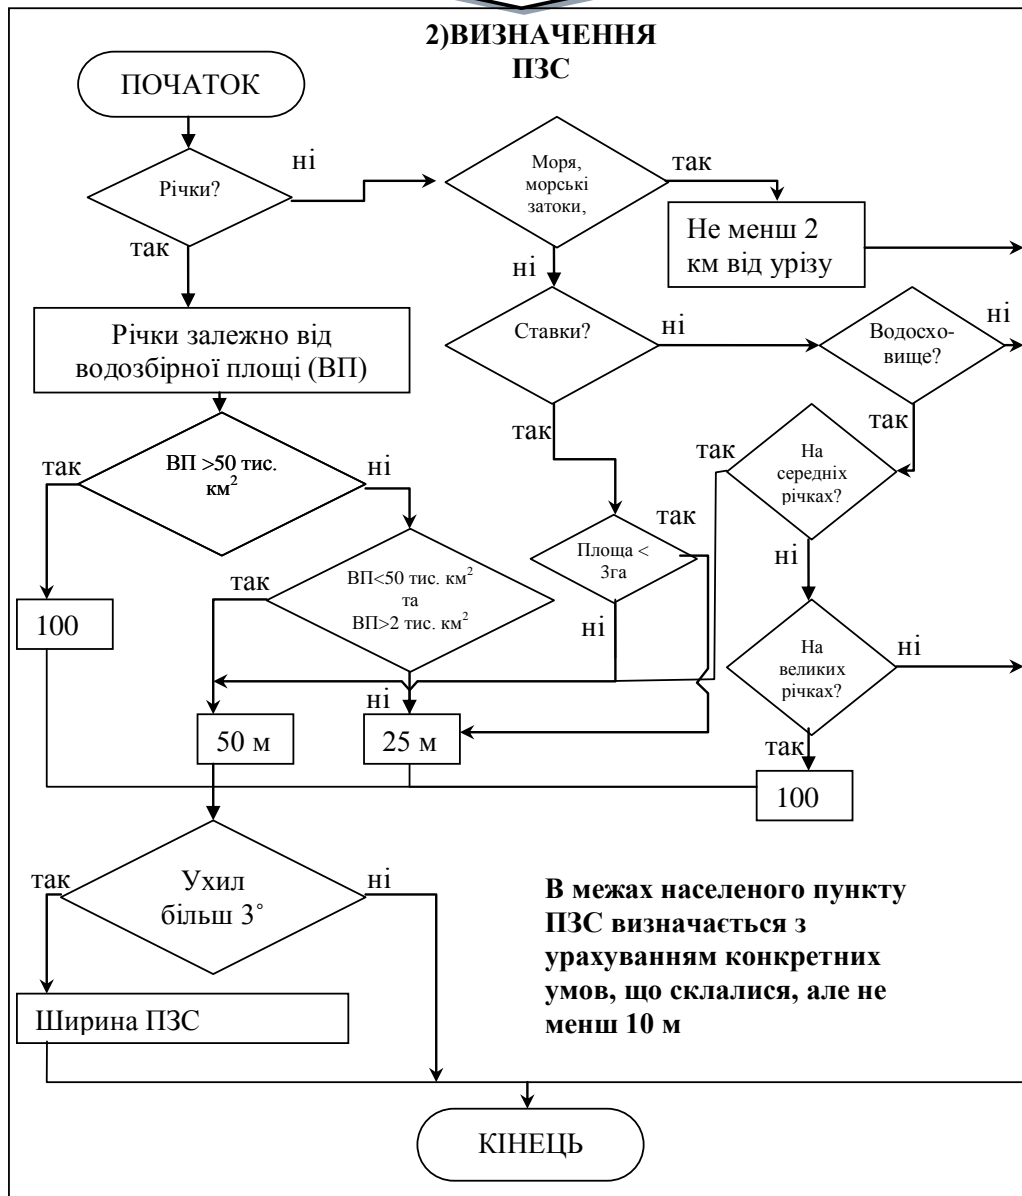 2)ВИЗНАЧЕННЯ
ПЗС
ПОЧАТОК
ні
Річки?
Моря,
морські
затоки,
так
так
Не менш 2
км від урізу
ні
Річки залежно від
водозбірної площі (ВП)
Ставки?
ні
Водосхо-
вище?
ні
так
так
так
ВП >50 тис.
км²
ні
так
На
середніх
річках?
так
Площа <
3га
так
ВП<50 тис. км²
та
ВП>2 тис. км²
ні
100
ні
На
великих
річках?
ні
ні
50 м
25 м
так
100
так
Ухил
більш 3˚
ні
В межах населеного пункту
ПЗС визначається з
урахуванням конкретних
умов, що склалися, але не
менш 10 м
Ширина ПЗС
КІНЕЦЬ